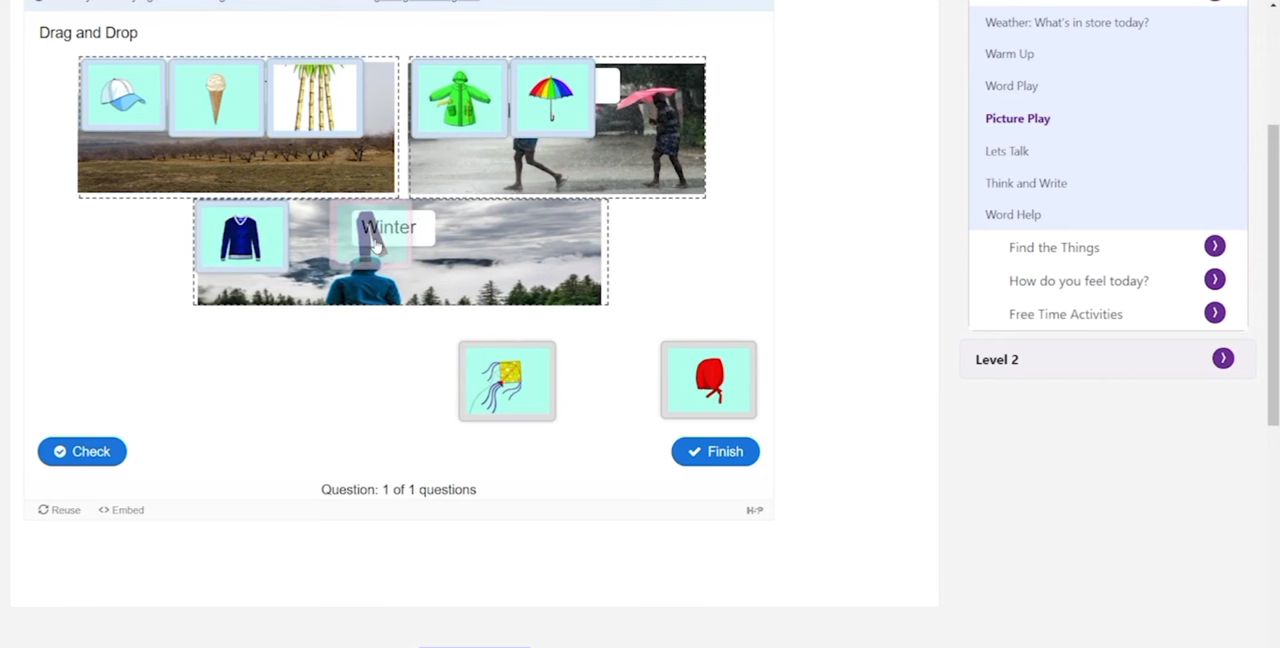 Drag and Drop
Winter
Check
Finish
Question: 1 of 1 questions
Reuse
Embed
H-P
Weather: What's in store today?
Warm Up
Word Play
Picture Play
Lets Talk
Think and Write
Word Help
Find the Things
How do you feel today?
Free Time Activities
Level 2